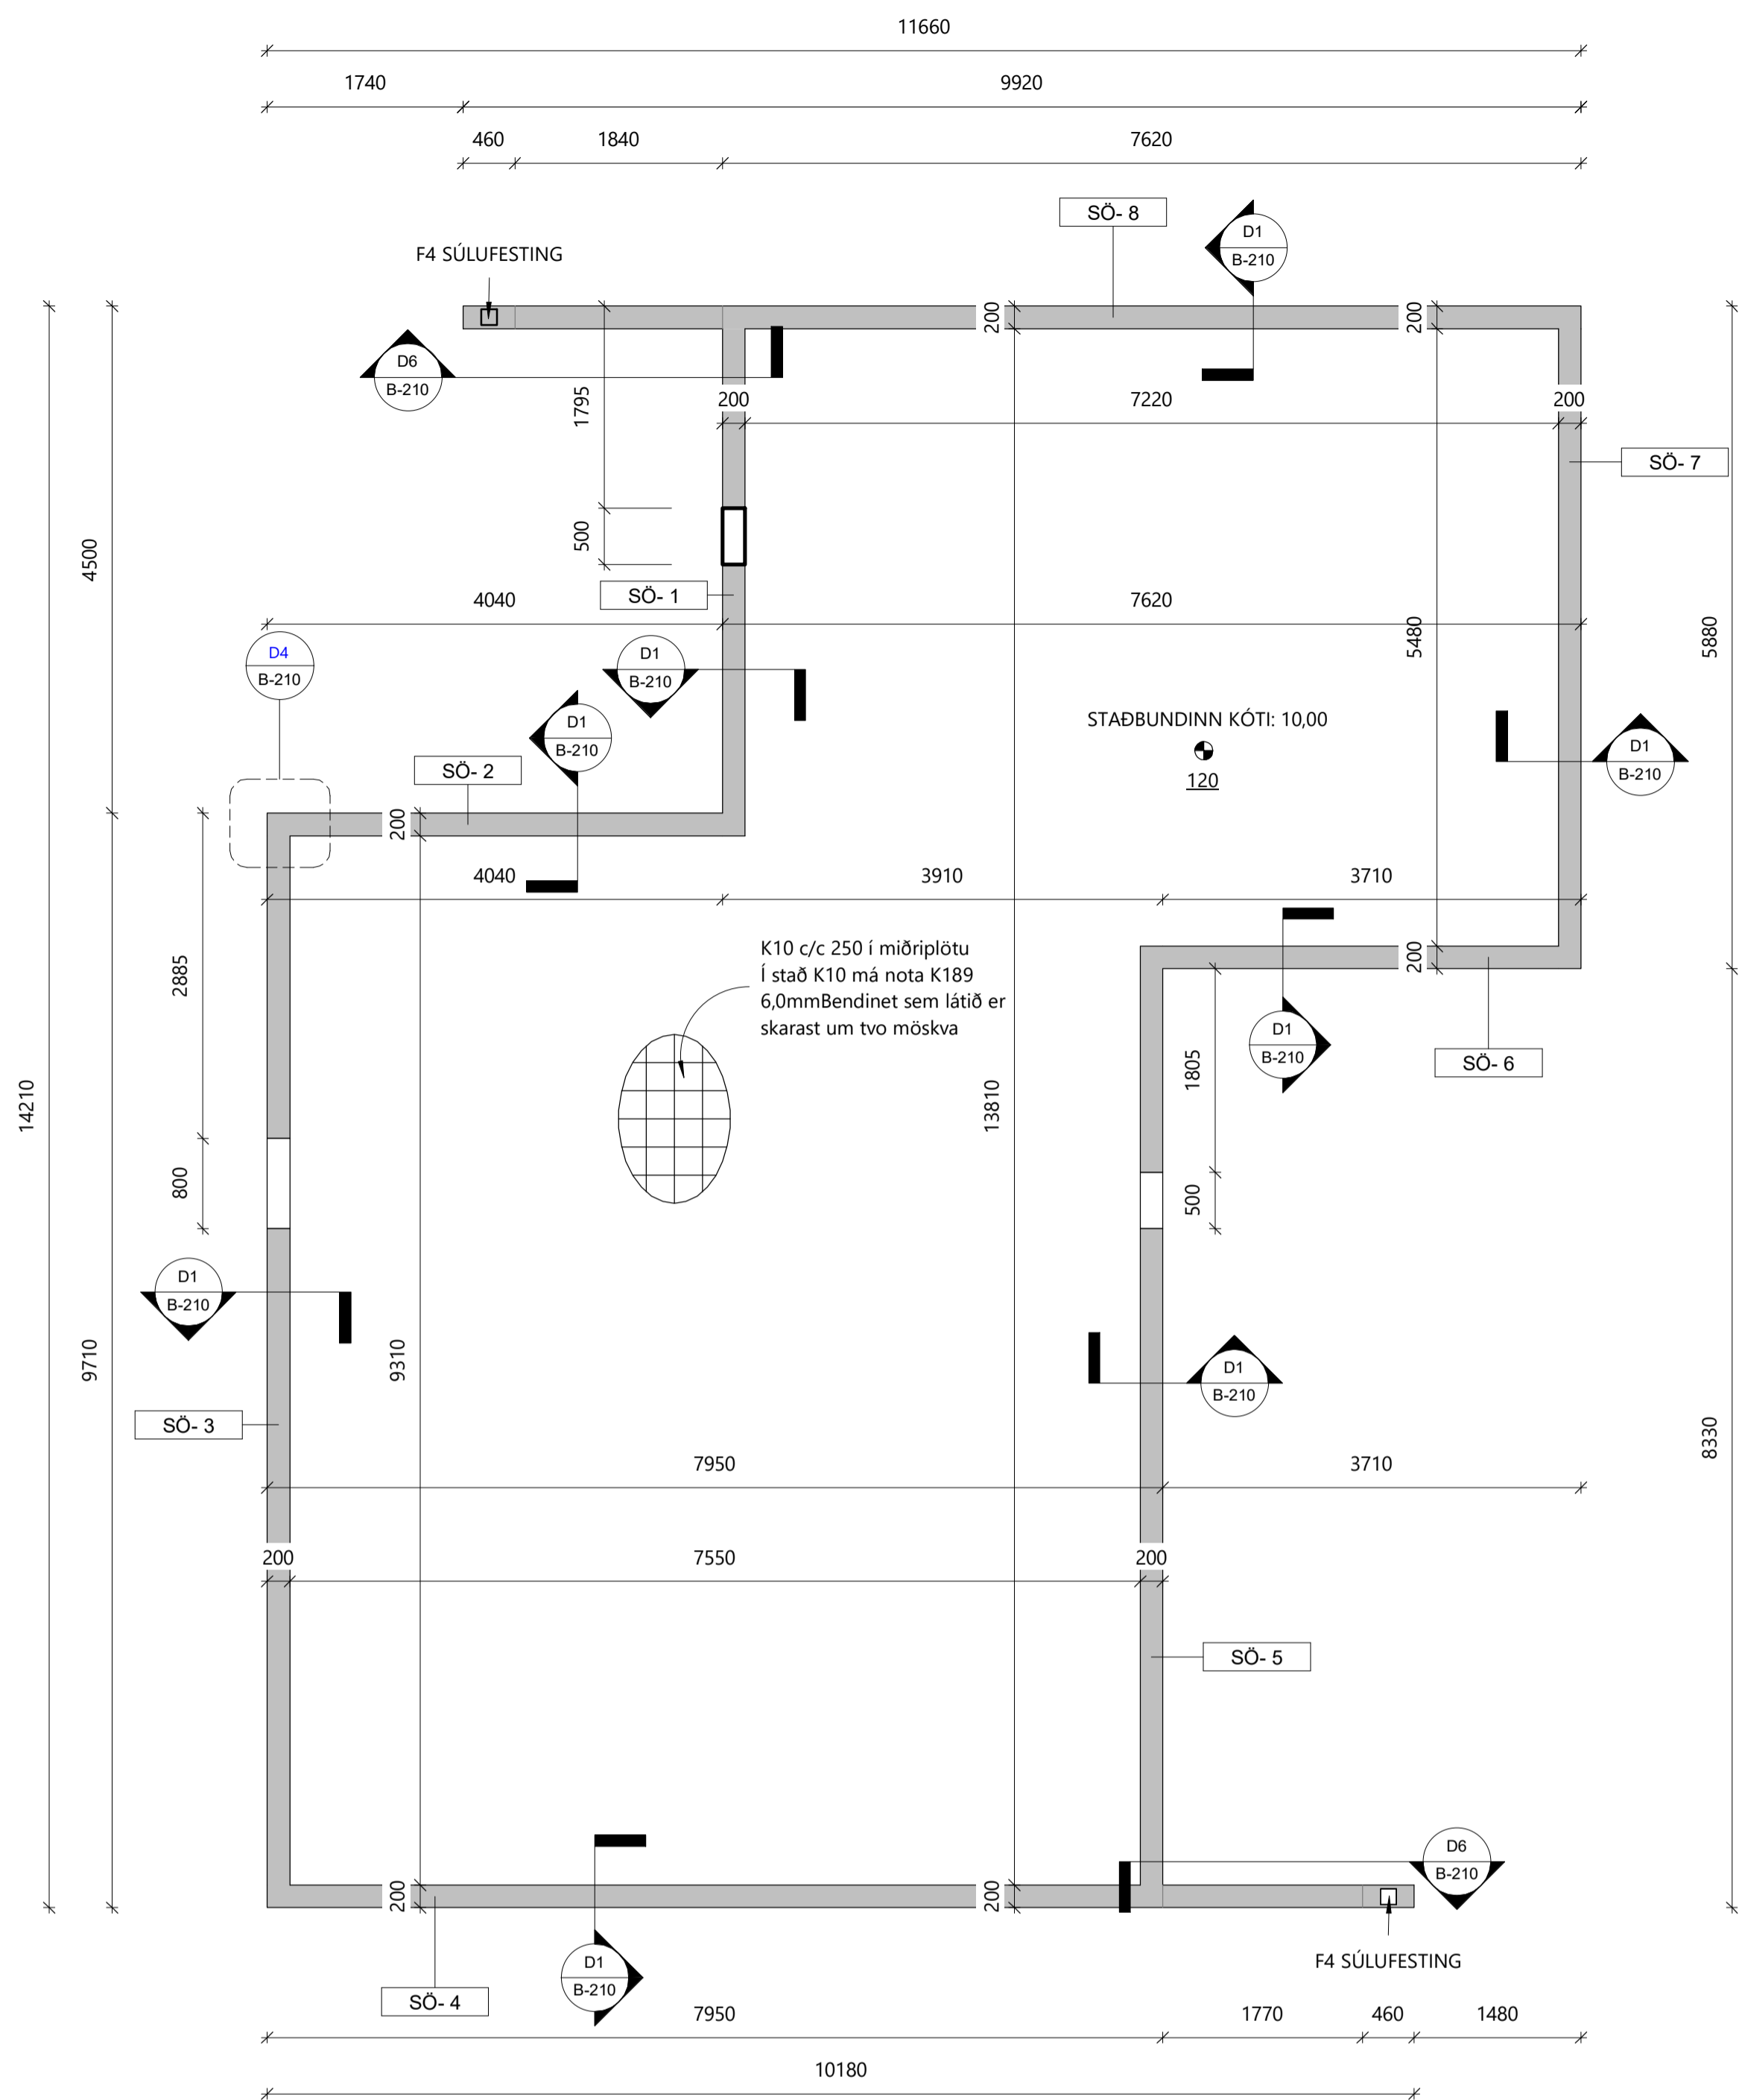 11660
1740
9920
460
1840
7620
SÖ- 8
D1
B-210
F4 SÚLUFESTING
200
200
D6
B-210
1795
200
7220
200
SÖ- 7
500
4500
SÖ- 1
4040
7620
5480
5880
D4
B-210
D1
B-210
D1
B-210
STAÐBUNDINN KÓTI: 10,00
120
D1
B-210
SÖ- 2
200
4040
3910
3710
K10 c/c 250 í miðriplötu
Í stað K10 má nota K189
6,0mmBendinet sem látið er
skarast um tvo möskva
200
2885
D1
B-210
SÖ- 6
1805
14210
13810
800
500
D1
B-210
9710
9310
D1
B-210
SÖ- 3
8330
7950
3710
200
7550
200
SÖ- 5
D6
B-210
200
200
F4 SÚLUFESTING
D1
B-210
SÖ- 4
7950
1770
460
1480
10180